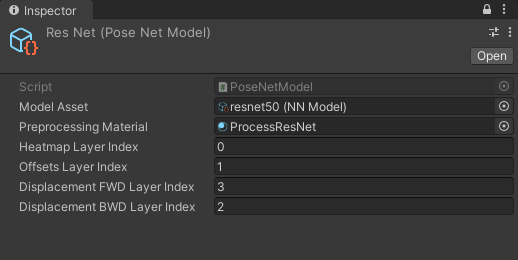 Inspector
Res Net (Pose Net Model)
Open
Script PoseNetModel
Model Asset resnet50 (NN Model)
Preprocessing Material ProcessResNet
Heatmap Layer Index 0
Offsets Layer Index 1
Displacement FWD Layer Index 3
Displacement BWD Layer Index 2